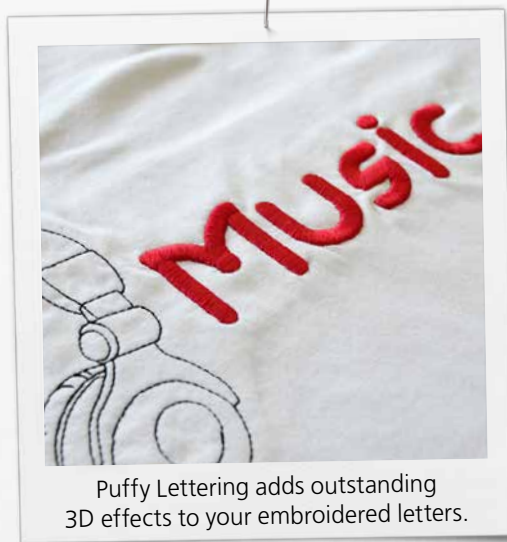 Music
Puffy Lettering adds outstanding
3D effects to your embroidered letters.